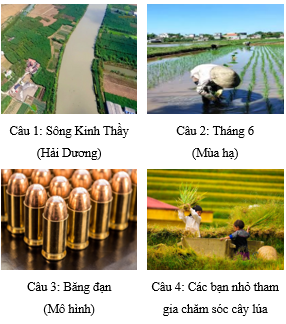 Câu 1: Sông Kinh Thầy
(Hải Dương)
Câu 2: Tháng 6
(Mùa hạ)
Câu 3: Băng đạn
(Mô hình)
Câu 4: Các bạn nhỏ tham
gia chăm sóc cây lúa